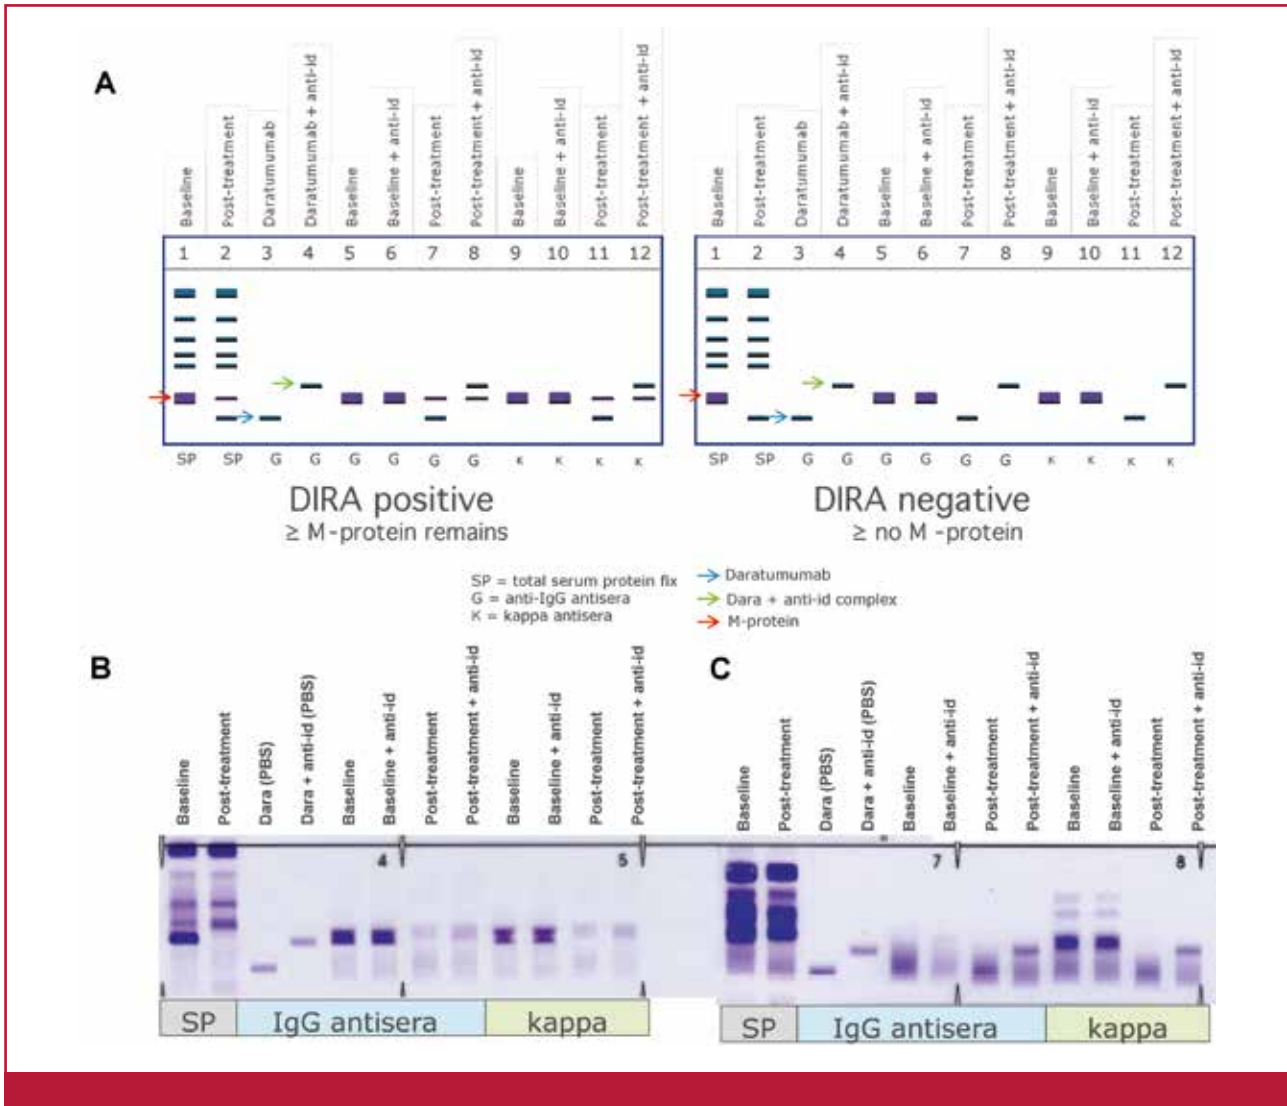 A
Baseline
Post-treatment
Daratumumab
Daratumumab + anti-id
Baseline
Baseline + anti-id
Post-treatment
Post-treatment + anti-id
Baseline
Baseline + anti-id
Post-treatment
Post-treatment + anti-id
1 2 3 4 5 6 7 8 9 10 11 12
SP SP G G G G G G κ κ κ κ
DIRA positive
≥ M-protein remains
Baseline
Post-treatment
Daratumumab
Daratumumab + anti-id
Baseline
Baseline + anti-id
Post-treatment
Post-treatment + anti-id
Baseline
Baseline + anti-id
Post-treatment
Post-treatment + anti-id
1 2 3 4 5 6 7 8 9 10 11 12
SP SP G G G G G G κ κ κ κ
DIRA negative
≥ no M -protein
SP = total serum protein fix
G = anti-IgG antisera
K = kappa antisera
Daratumumab
Dara + anti-id complex
M-protein
B
Baseline
Post-treatment
Dara (PBS)
Dara + anti-id (PBS)
Baseline
Baseline + anti-id
Post-treatment
Post-treatment + anti-id
Baseline
Baseline + anti-id
Post-treatment
Post-treatment + anti-id
4 5
SP IgG antisera kappa
C
Baseline
Post-treatment
Dara (PBS)
Dara + anti-id (PBS)
Baseline
Baseline + anti-id
Post-treatment
Post-treatment + anti-id
Baseline
Baseline + anti-id
Post-treatment
Post-treatment + anti-id
7 8
SP IgG antisera kappa